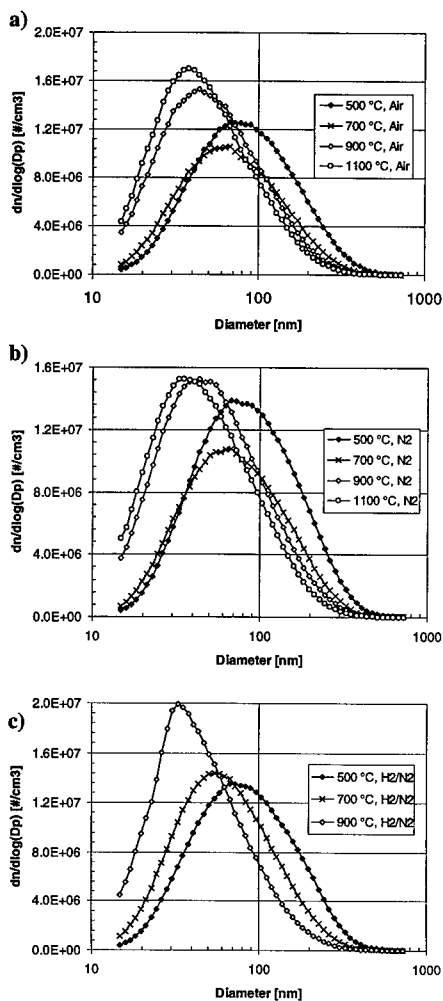 a)
2.0E+07
1.6E+07
1.2E+07
8.0E+06
4.0E+06
0.0E+00
dn/dlog(Dp) [#/cm3]
500 °C, Air
700 °C, Air
900 °C, Air
1100 °C, Air
10
100
1000
Diameter [nm]
b)
1.6E+07
1.2E+07
8.0E+06
4.0E+06
0.0E+00
dn/dlog(Dp) [#/cm3]
500 °C, N2
700 °C, N2
900 °C, N2
1100 °C, N2
10
100
1000
Diameter [nm]
c)
2.0E+07
1.6E+07
1.2E+07
8.0E+06
4.0E+06
0.0E+00
dn/dlog(Dp) [#/cm3]
500 °C, H2/N2
700 °C, H2/N2
900 °C, H2/N2
10
100
1000
Diameter [nm]